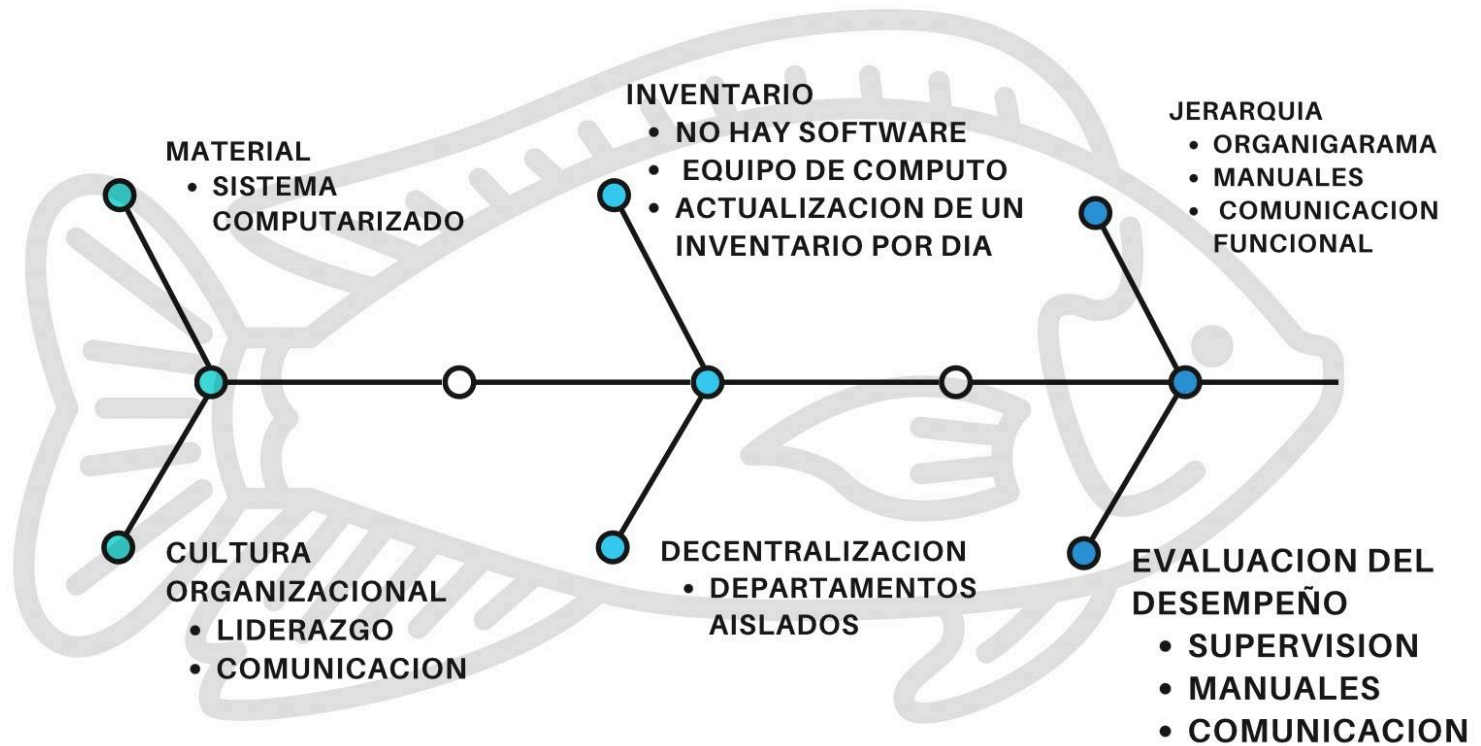 MATERIAL
• SISTEMA
COMPUTARIZADO
INVENTARIO
• NO HAY SOFTWARE
• EQUIPO DE COMPUTO
• ACTUALIZACION DE UN
INVENTARIO POR DIA
JERARQUIA
• ORGANIGARAMA
• MANUALES
• COMUNICACION
FUNCIONAL
CULTURA
ORGANIZACIONAL
• LIDERAZGO
• COMUNICACION
DECENTRALIZACION
• DEPARTAMENTOS
AISLADOS
EVALUACION DEL
DESEMPEÑO
• SUPERVISION
• MANUALES
• COMUNICACION